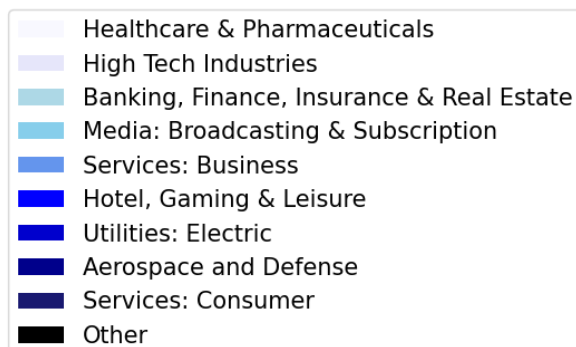 Healthcare & Pharmaceuticals
High Tech Industries
Banking, Finance, Insurance & Real Estate
Media: Broadcasting & Subscription
Services: Business
Hotel, Gaming & Leisure
Utilities: Electric
Aerospace and Defense
Services: Consumer
Other